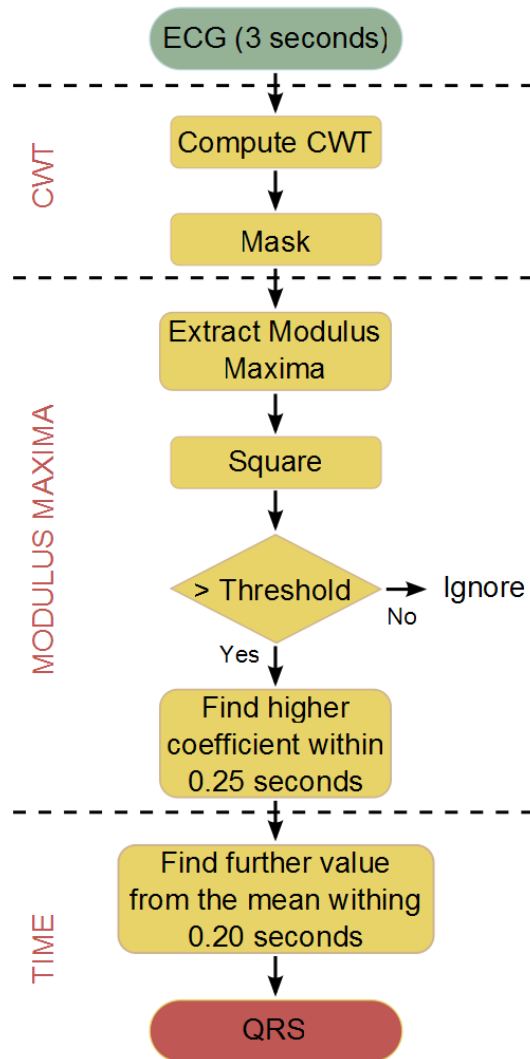 ECG (3 seconds)
CWT
Compute CWT
Mask
MODULUS MAXIMA
Extract Modulus
Maxima
Square
> Threshold
No
Ignore
Yes
Find higher
coefficient within
0.25 seconds
TIME
Find further value
from the mean withing
0.20 seconds
QRS